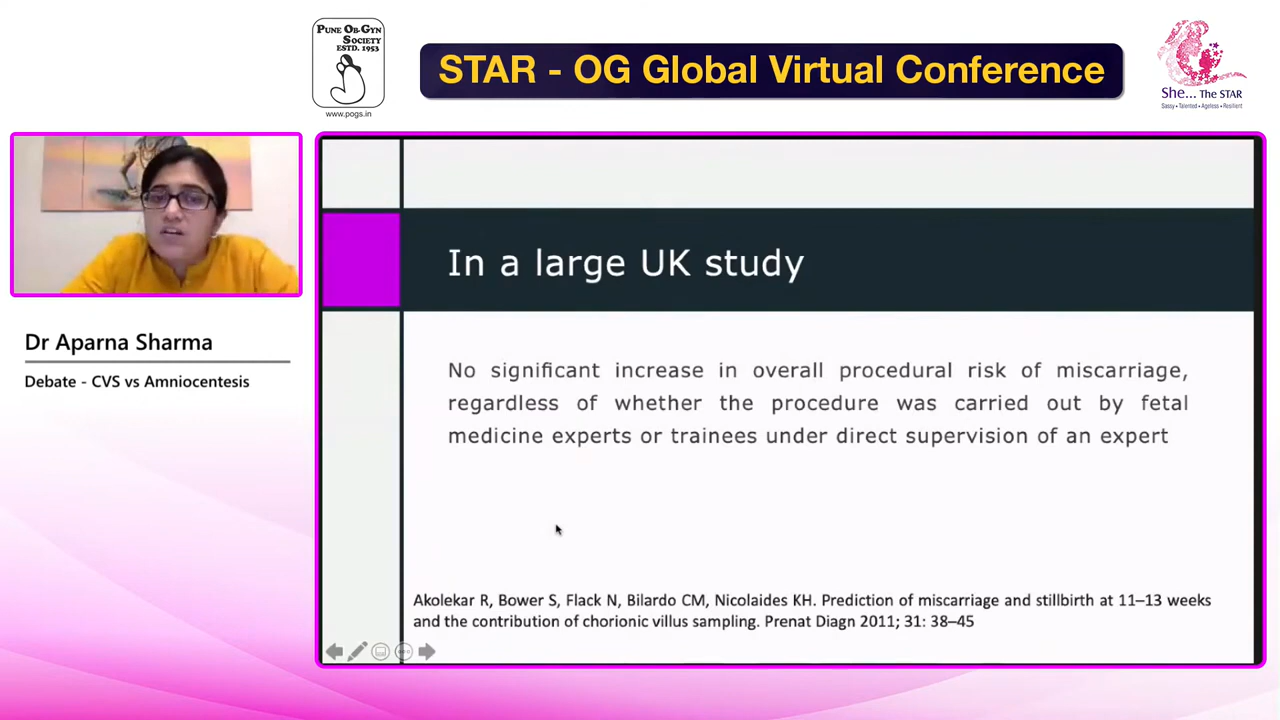 PUNE OB-GYN
SOCIETY
ESTD. 1953
www.pogs.in
STAR - OG Global Virtual Conference
She... The STAR
Sassy • Talented • Ageless • Resilient
Dr Aparna Sharma
Debate - CVS vs Amniocentesis
In a large UK study
No significant increase in overall procedural risk of miscarriage,
regardless of whether the procedure was carried out by fetal
medicine experts or trainees under direct supervision of an expert
Akolekar R, Bower S, Flack N, Bilardo CM, Nicolaides KH. Prediction of miscarriage and stillbirth at 11–13 weeks
and the contribution of chorionic villus sampling. Prenat Diagn 2011; 31: 38–45